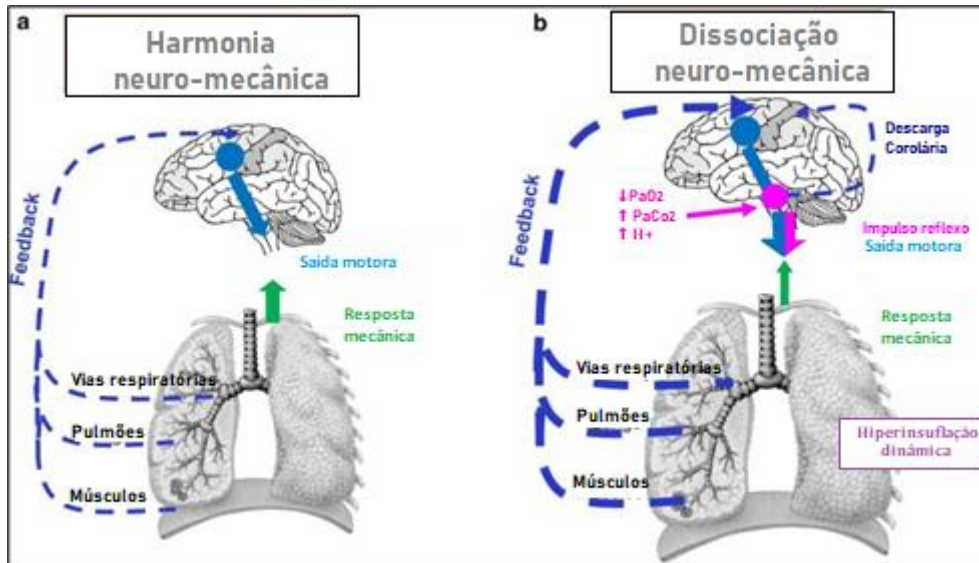 a
Harmonia
neuro-mecânica
Feedback
Saída motora
Resposta
mecânica
Vias respiratórias
Pulmões
Músculos
b
Dissociação
neuro-mecânica
Feedback
Descarga
Corolária
↓PaO2
↑ PaCo2
↑ H+
Impulso reflexo
Saída motora
Resposta
mecânica
Vias respiratórias
Pulmões
Músculos
Hiperinsuflação
dinâmica